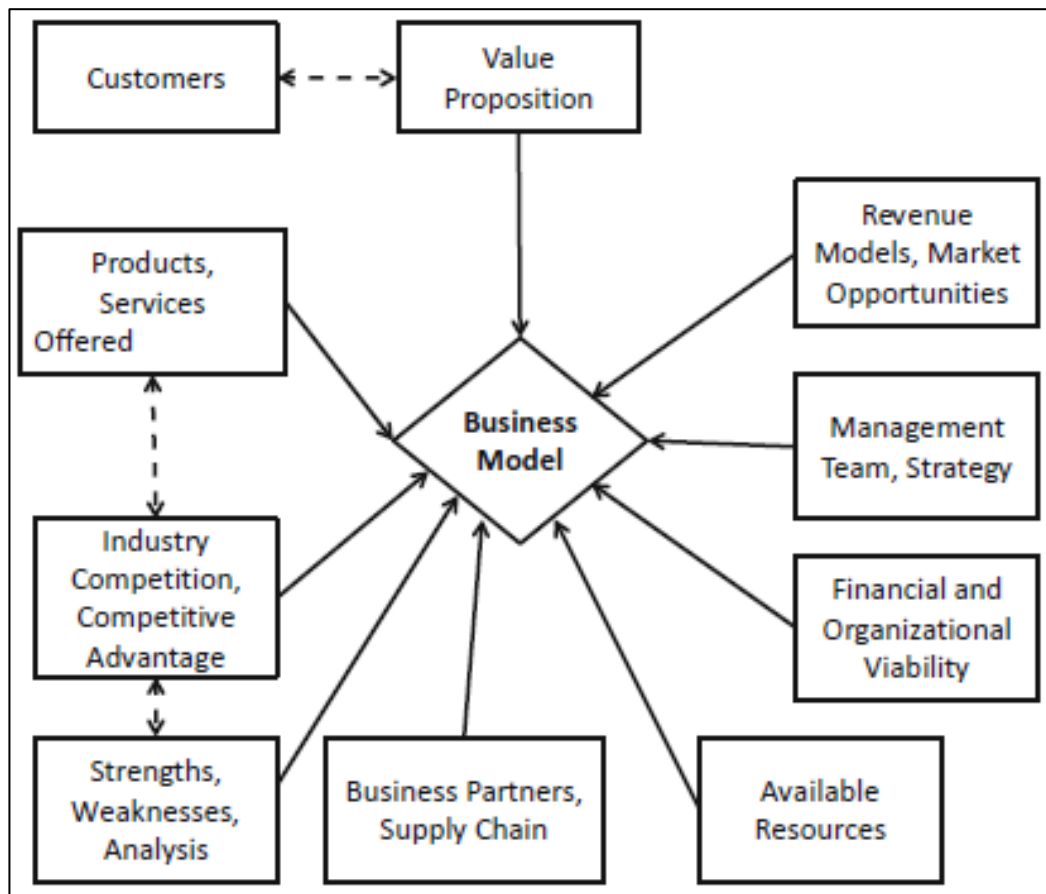 Customers
Value
Proposition
Revenue
Models, Market
Opportunities
Products,
Services
Offered
Business
Model
Management
Team, Strategy
Industry
Competition,
Competitive
Advantage
Financial and
Organizational
Viability
Strengths,
Weaknesses,
Analysis
Business Partners,
Supply Chain
Available
Resources